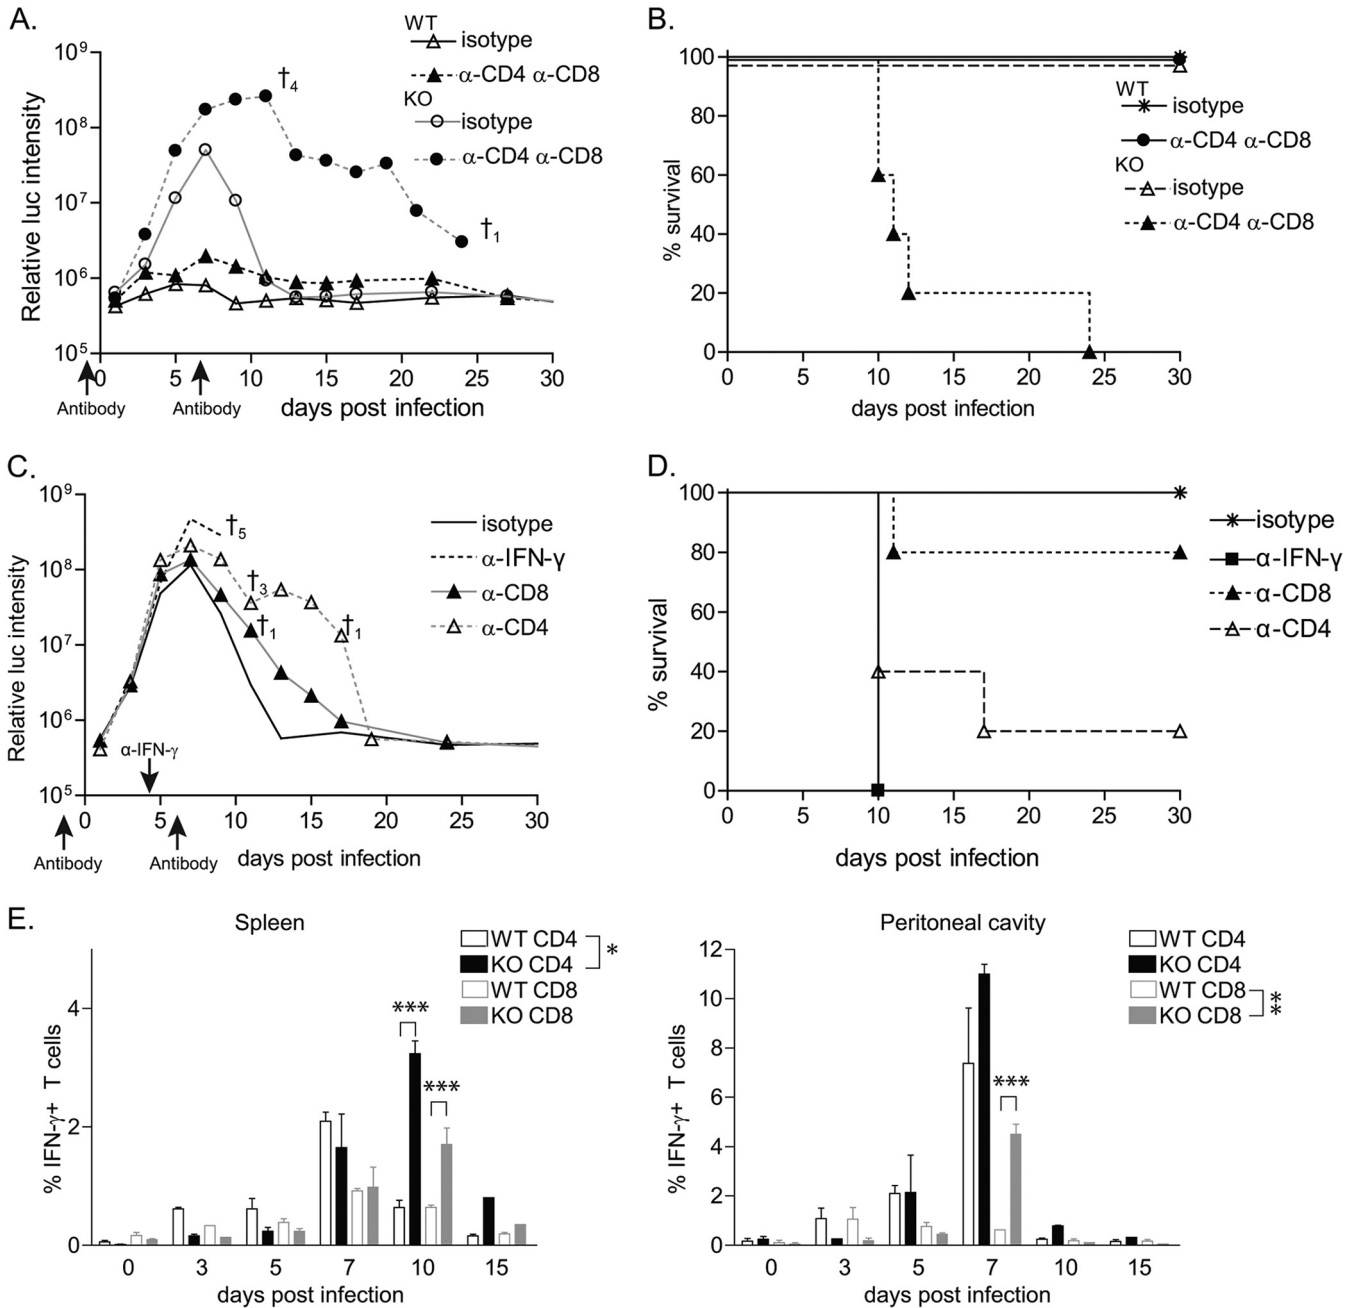 A.
WT
isotype
α-CD4 α-CD8
KO
isotype
α-CD4 α-CD8
Relative luc intensity
10⁹
10⁸
10⁷
10⁶
10⁵
†₄
†₁
0 5 10 15 20 25 30
Antibody Antibody days post infection
B.
% survival
100
80
60
40
20
0
WT
isotype
α-CD4 α-CD8
KO
isotype
α-CD4 α-CD8
0 5 10 15 20 25 30
days post infection
C.
Relative luc intensity
10⁹
10⁸
10⁷
10⁶
10⁵
†₅
†₃
†₁ †₁
isotype
α-IFN-γ
α-CD8
α-CD4
α-IFN-γ
0 5 10 15 20 25 30
Antibody Antibody days post infection
D.
% survival
100
80
60
40
20
0
isotype
α-IFN-γ
α-CD8
α-CD4
0 5 10 15 20 25 30
days post infection
E.
Spleen
WT CD4
KO CD4
WT CD8
KO CD8
*
% IFN-γ+ T cells
4
2
0
***
***
0 3 5 7 10 15
days post infection
Peritoneal cavity
WT CD4
KO CD4
WT CD8
KO CD8
**
% IFN-γ+ T cells
12
10
8
6
4
2
0
***
0 3 5 7 10 15
days post infection